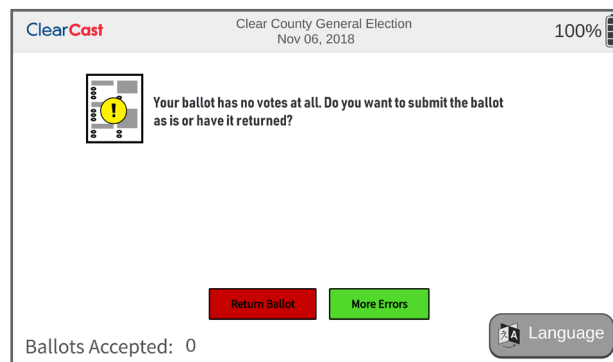 ClearCast
Clear County General Election
Nov 06, 2018
100%
!
Your ballot has no votes at all. Do you want to submit the ballot
as is or have it returned?
Return Ballot
More Errors
Ballots Accepted: 0
Language